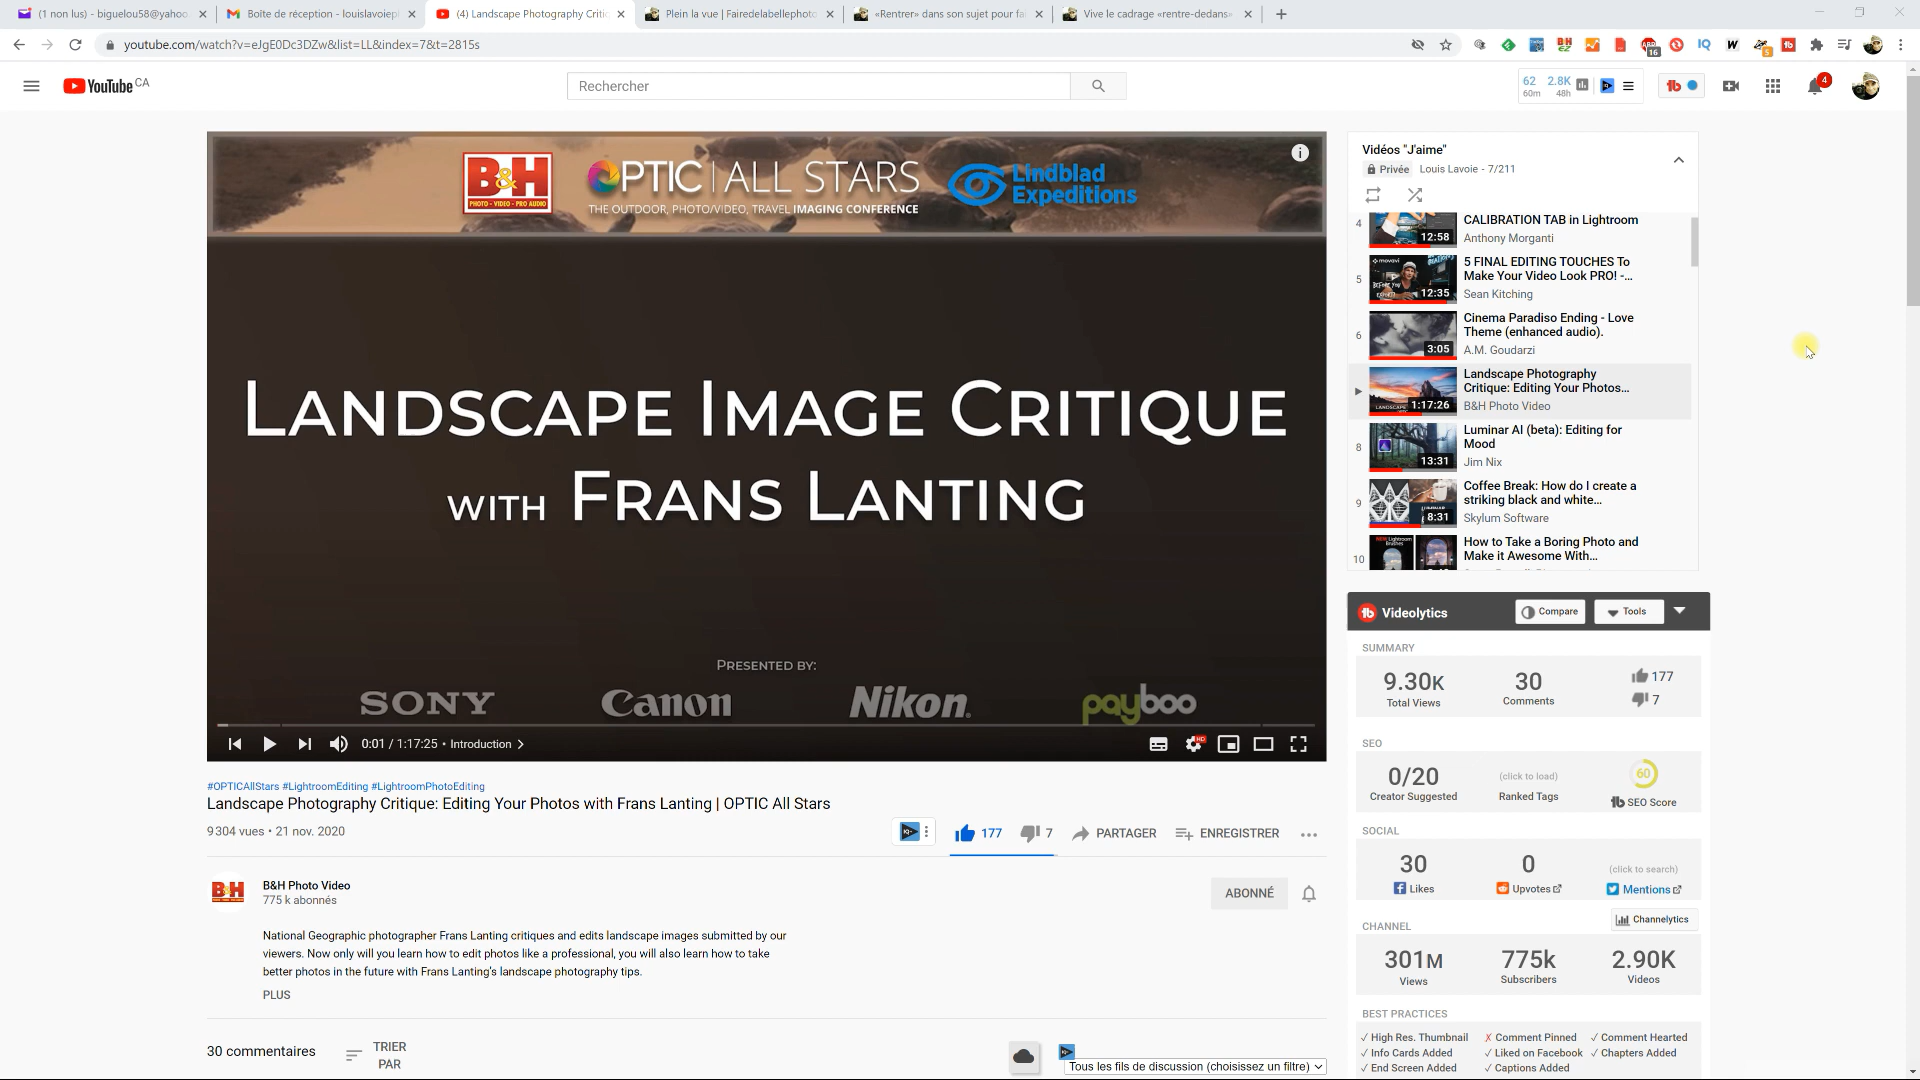 (1 non lus) - biguelou58@yahoo
Boîte de réception - louislavoiepl
(4) Landscape Photography Critic
Plein la vue | Fairedelabellephoto
«Rentrer» dans son sujet pour fa
Vive le cadrage «rentre-dedans»
youtube.com/watch?v=eJgE0Dc3DZw&list=LL&index=7&t=2815s
YouTube CA
Rechercher
62 60m
2.8K 48h
4
B&H
PHOTO - VIDEO - PRO AUDIO
OPTIC | ALL STARS
THE OUTDOOR, PHOTO/VIDEO, TRAVEL IMAGING CONFERENCE
Lindblad
Expeditions
LANDSCAPE IMAGE CRITIQUE
WITH FRANS LANTING
PRESENTED BY:
SONY Canon Nikon. payboo
0:01 / 1:17:25 • Introduction
#OPTICAllStars #LightroomEditing #LightroomPhotoEditing
Landscape Photography Critique: Editing Your Photos with Frans Lanting | OPTIC All Stars
9 304 vues • 21 nov. 2020
177
7
PARTAGER
ENREGISTRER
B&H Photo Video
775 k abonnés
ABONNÉ
National Geographic photographer Frans Lanting critiques and edits landscape images submitted by our
viewers. Now only will you learn how to edit photos like a professional, you will also learn how to take
better photos in the future with Frans Lanting's landscape photography tips.
PLUS
30 commentaires
TRIER
PAR
Tous les fils de discussion (choisissez un filtre)
Vidéos "J'aime"
Privée Louis Lavoie - 7/211
4
12:58
CALIBRATION TAB in Lightroom
Anthony Morganti
5
12:35
5 FINAL EDITING TOUCHES To
Make Your Video Look PRO! -...
Sean Kitching
6
3:05
Cinema Paradiso Ending - Love
Theme (enhanced audio).
A.M. Goudarzi
1:17:26
Landscape Photography
Critique: Editing Your Photos...
B&H Photo Video
8
13:31
Luminar AI (beta): Editing for
Mood
Jim Nix
9
8:31
Coffee Break: How do I create a
striking black and white...
Skylum Software
10
How to Take a Boring Photo and
Make it Awesome With...
Videolytics
Compare
Tools
SUMMARY
9.30K
Total Views
30
Comments
177
7
SEO
0/20
Creator Suggested
(click to load)
Ranked Tags
60
SEO Score
SOCIAL
30
Likes
0
Upvotes
(click to search)
Mentions
CHANNEL
Channelytics
301M
Views
775k
Subscribers
2.90K
Videos
BEST PRACTICES
✓ High Res. Thumbnail ✗ Comment Pinned ✓ Comment Hearted
✓ Info Cards Added ✓ Liked on Facebook ✓ Chapters Added
✓ End Screen Added ✓ Captions Added